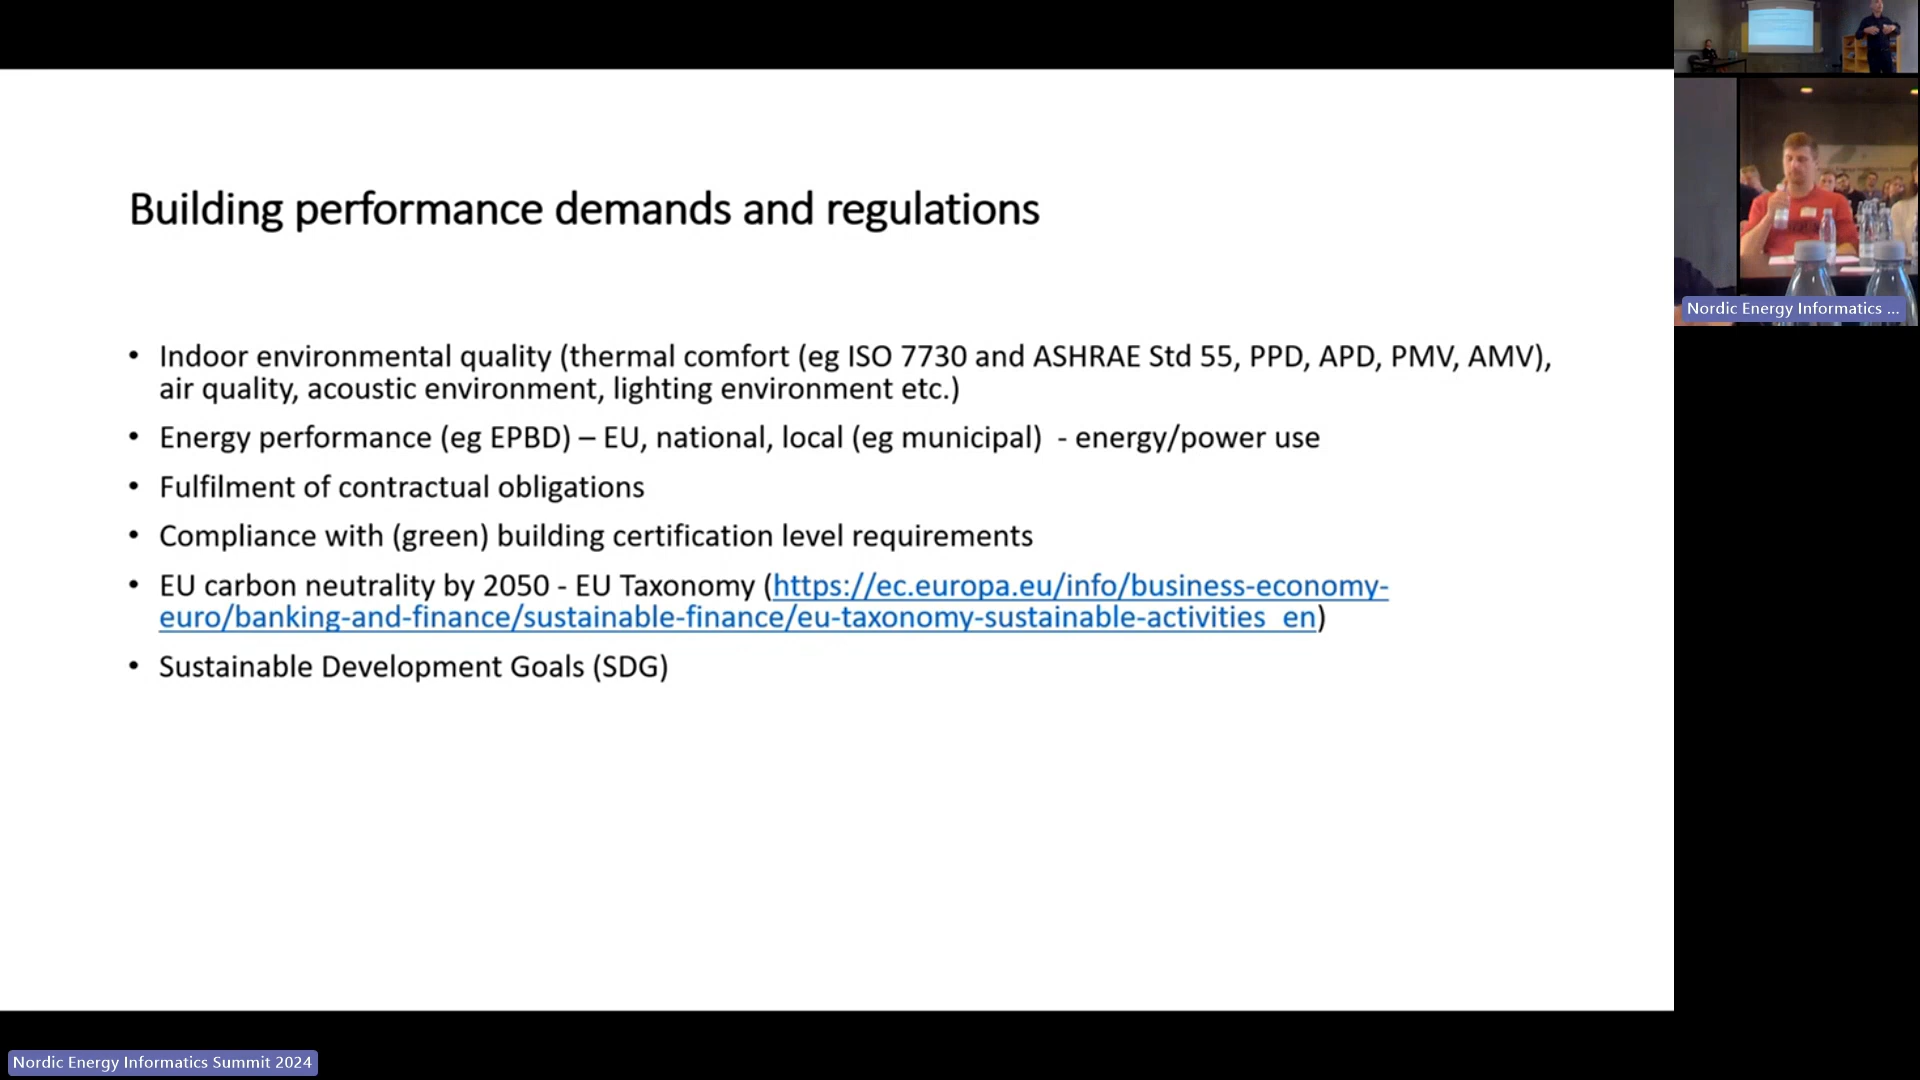 Building performance demands and regulations
• Indoor environmental quality (thermal comfort (eg ISO 7730 and ASHRAE Std 55, PPD, APD, PMV, AMV),
air quality, acoustic environment, lighting environment etc.)
• Energy performance (eg EPBD) – EU, national, local (eg municipal)  - energy/power use
• Fulfilment of contractual obligations
• Compliance with (green) building certification level requirements
• EU carbon neutrality by 2050 - EU Taxonomy (https://ec.europa.eu/info/business-economy-
euro/banking-and-finance/sustainable-finance/eu-taxonomy-sustainable-activities_en)
• Sustainable Development Goals (SDG)
Nordic Energy Informatics ...
Nordic Energy Informatics Summit 2024